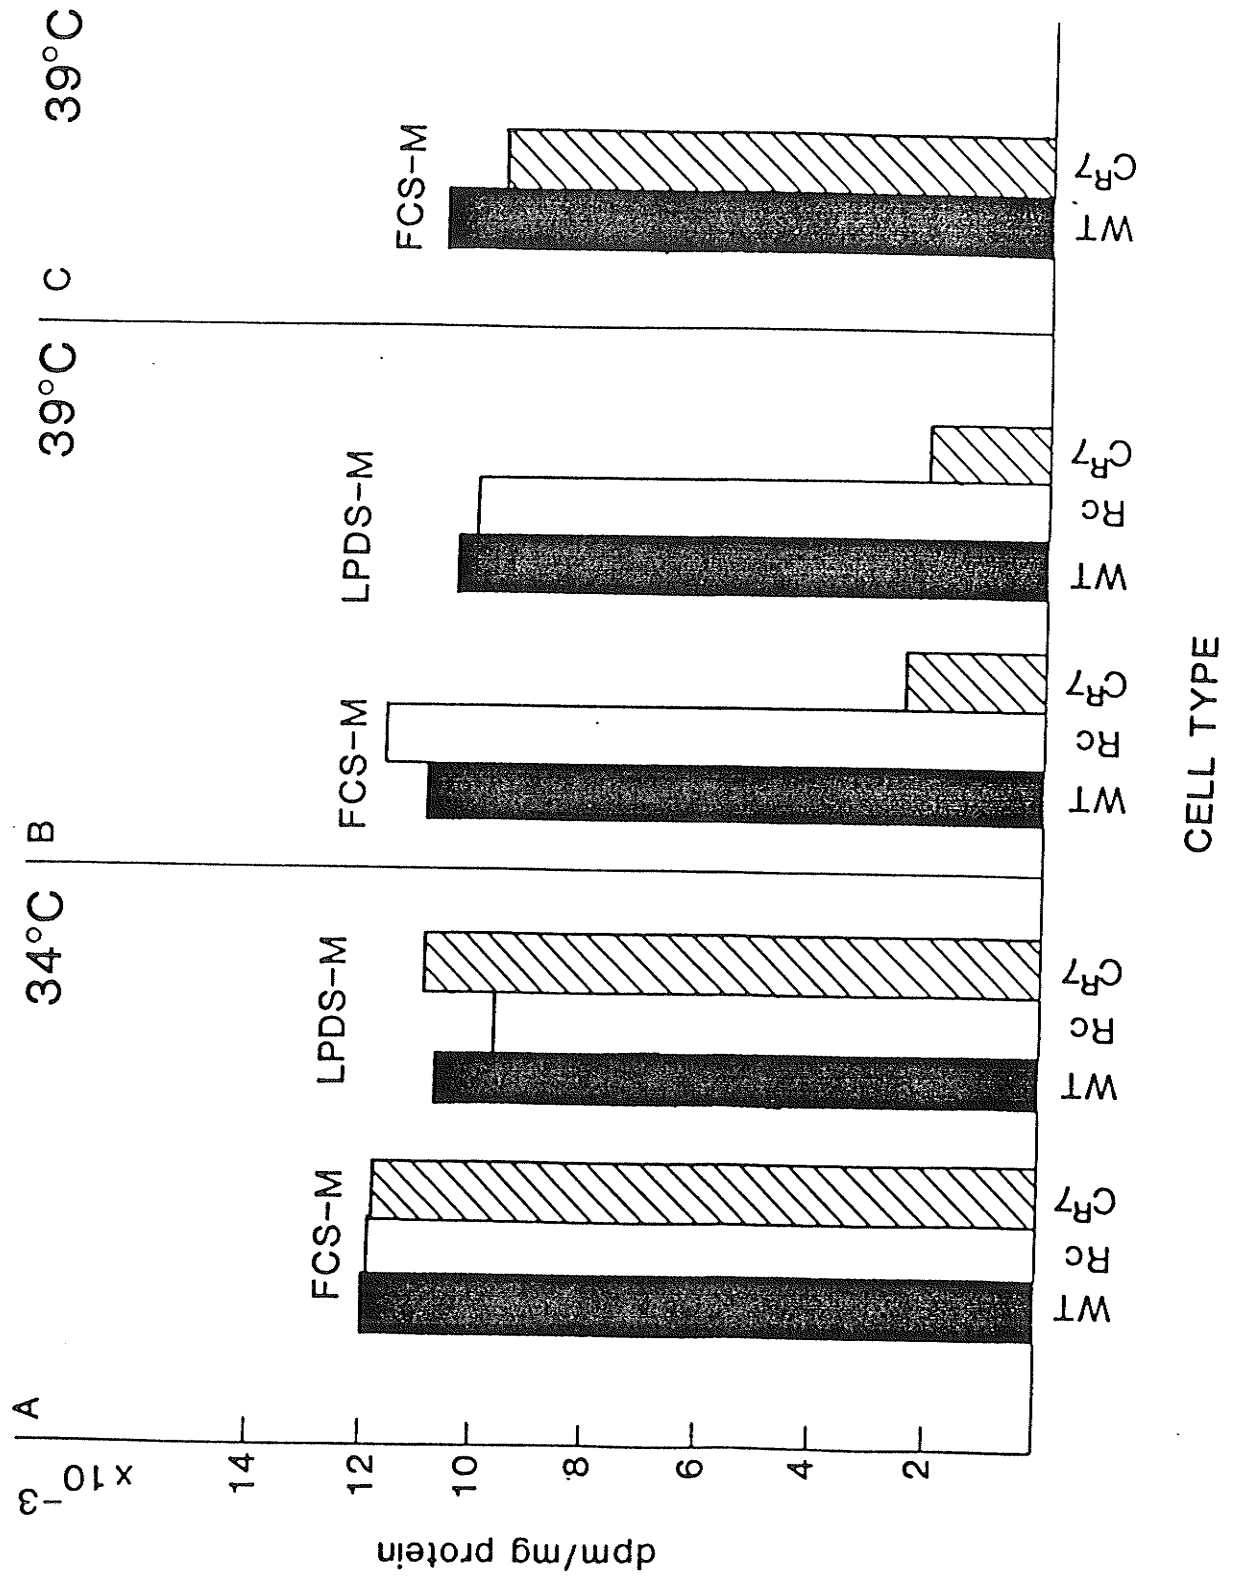 A
34°C
B
39°C
C
39°C
FCS-M
LPDS-M
FCS-M
LPDS-M
FCS-M
x 10⁻³
14
12
10
8
6
4
2
dpm/mg protein
WT
Rc
CR7
WT
Rc
CR7
WT
Rc
CR7
WT
Rc
CR7
WT
CR7
CELL TYPE